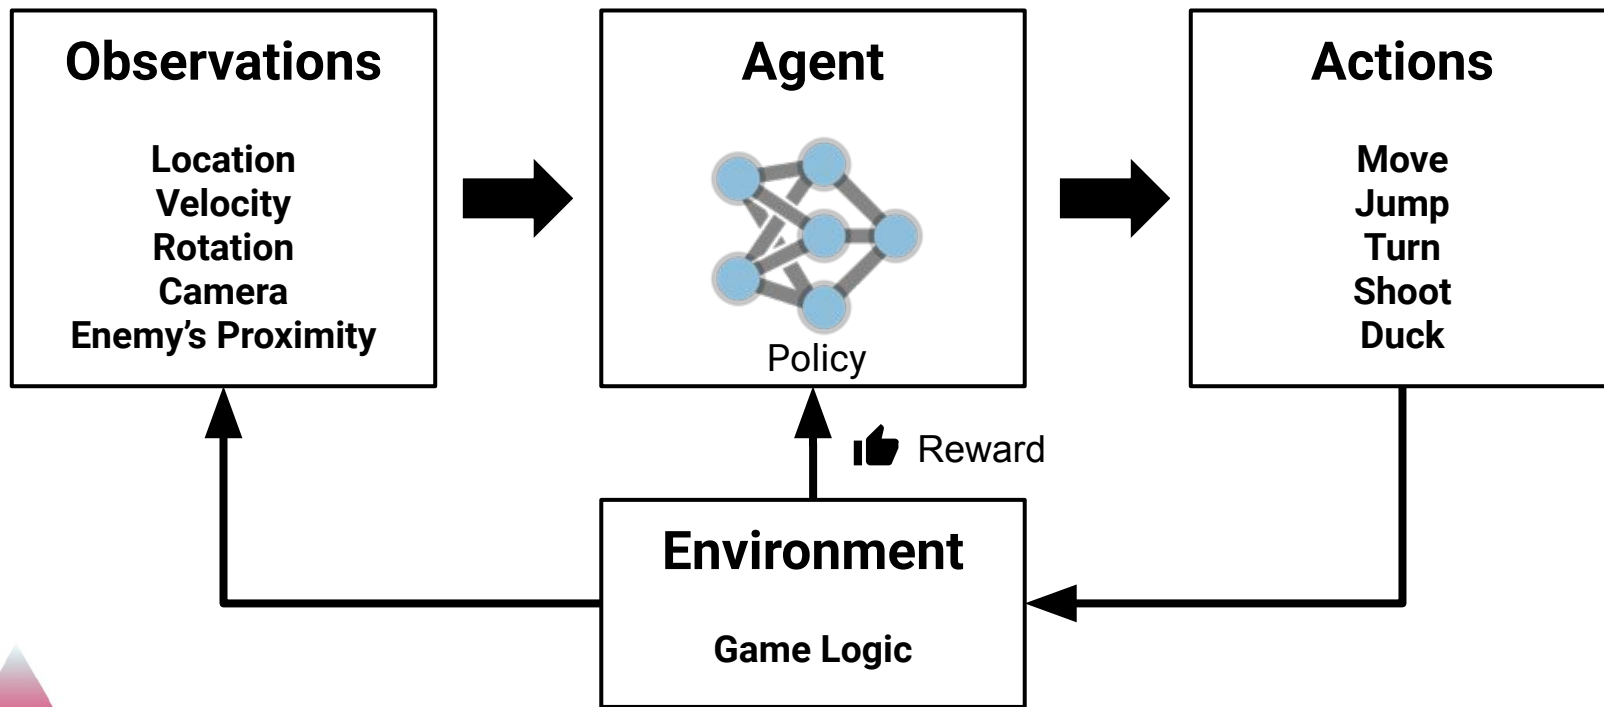 Observations
Location
Velocity
Rotation
Camera
Enemy’s Proximity
Agent
Policy
Actions
Move
Jump
Turn
Shoot
Duck
Reward
Environment
Game Logic